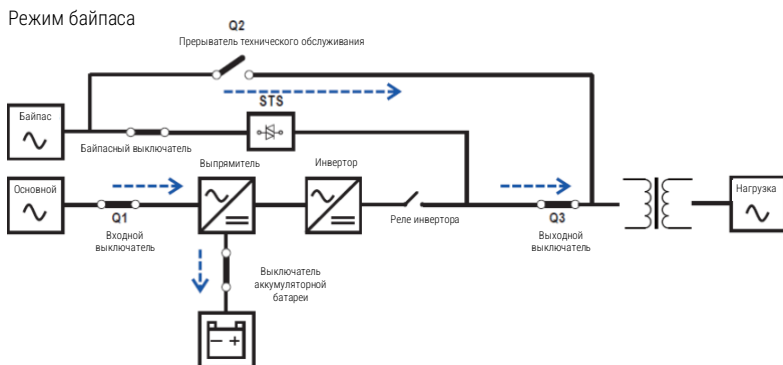 Режим байпаса
Q2
Прерыватель технического обслуживания
STS
Байпас
Байпасный выключатель
Выпрямитель
Инвертор
Основной
Нагрузка
Q1
Входной
выключатель
Реле инвертора
Q3
Выходной
выключатель
Выключатель
аккумуляторной
батареи